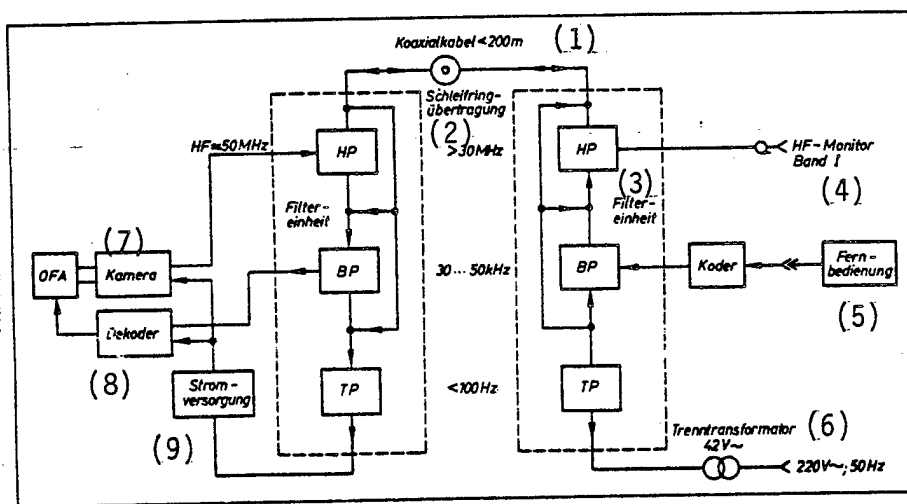 Koaxialkabel < 200m (1)
Schleifring-
übertragung
(2)
HF≈50MHz
HP
>30MHz
HP
HF-Monitor
Band I
(3)
(4)
Filter-
einheit
Filter-
einheit
(7)
OFA
Kamera
BP
30...50kHz
BP
Koder
Fern-
bedienung
(5)
Dekoder
(8)
Strom-
versorgung
(9)
TP
<100Hz
TP
Trenntransformator (6)
42V~
220V~; 50Hz